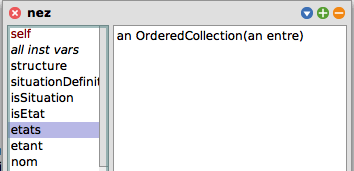 nez
self
all inst vars
structure
situationDefinit
isSituation
isEtat
etats
etant
nom
an OrderedCollection(an entre)